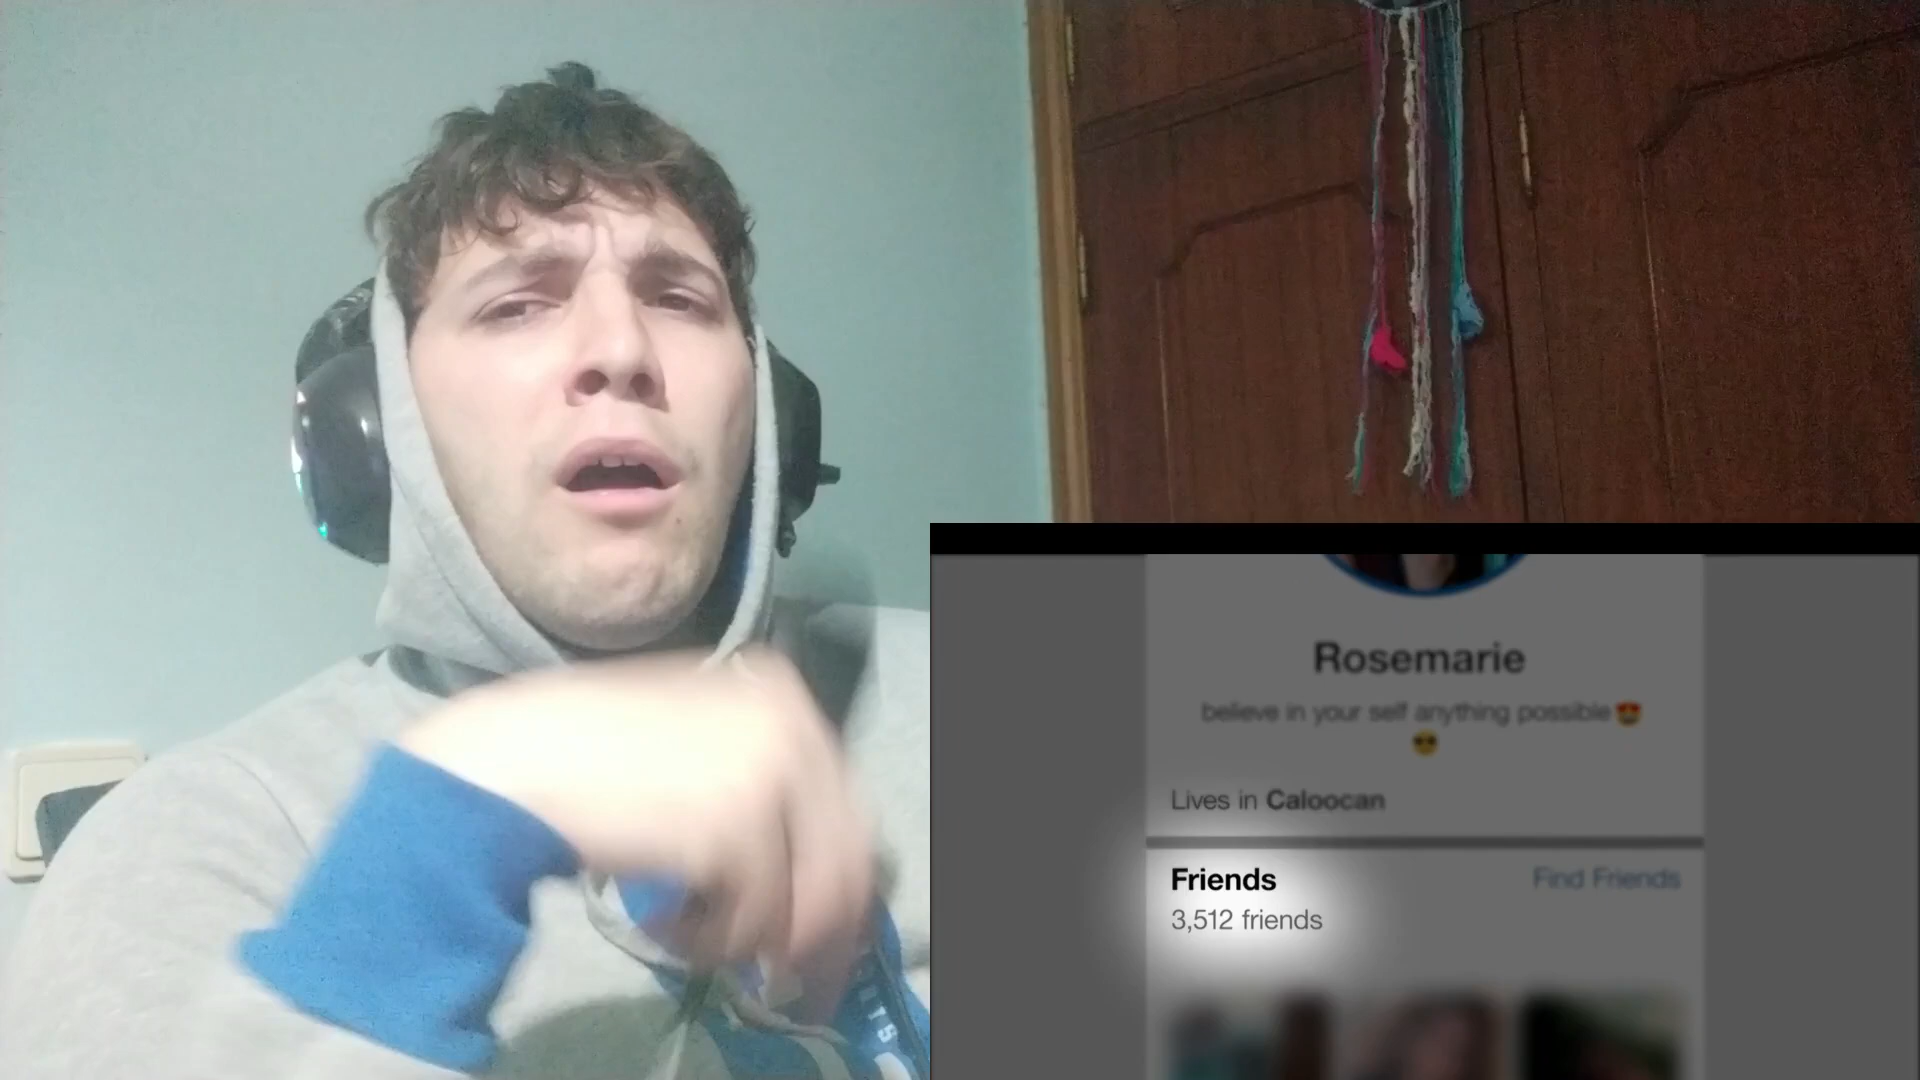 Rosemarie
believe in your self anything possible😍
😎
Lives in Caloocan
Friends
Find Friends
3,512 friends